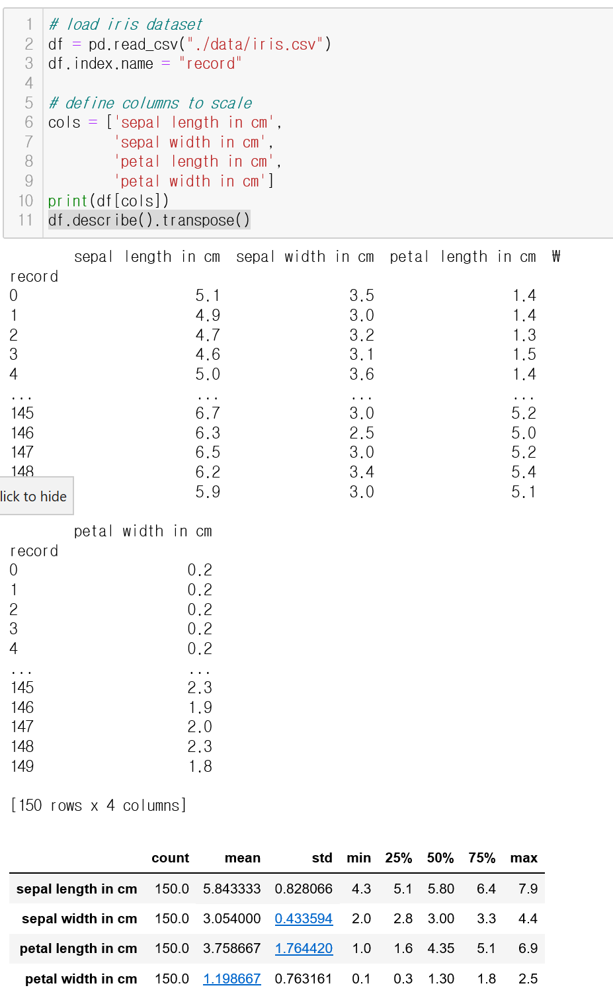 1 # load iris dataset
2 df = pd.read_csv("./data/iris.csv")
3 df.index.name = "record"
4
5 # define columns to scale
6 cols = ['sepal length in cm',
7 'sepal width in cm',
8 'petal length in cm',
9 'petal width in cm']
10 print(df[cols])
11 df.describe().transpose()
sepal length in cm sepal width in cm petal length in cm ₩
record
0 5.1 3.5 1.4
1 4.9 3.0 1.4
2 4.7 3.2 1.3
3 4.6 3.1 1.5
4 5.0 3.6 1.4
... ... ... ...
145 6.7 3.0 5.2
146 6.3 2.5 5.0
147 6.5 3.0 5.2
148 6.2 3.4 5.4
lick to hide 5.9 3.0 5.1
petal width in cm
record
0 0.2
1 0.2
2 0.2
3 0.2
4 0.2
... ...
145 2.3
146 1.9
147 2.0
148 2.3
149 1.8
[150 rows x 4 columns]
count mean std min 25% 50% 75% max
sepal length in cm 150.0 5.843333 0.828066 4.3 5.1 5.80 6.4 7.9
sepal width in cm 150.0 3.054000 0.433594 2.0 2.8 3.00 3.3 4.4
petal length in cm 150.0 3.758667 1.764420 1.0 1.6 4.35 5.1 6.9
petal width in cm 150.0 1.198667 0.763161 0.1 0.3 1.30 1.8 2.5